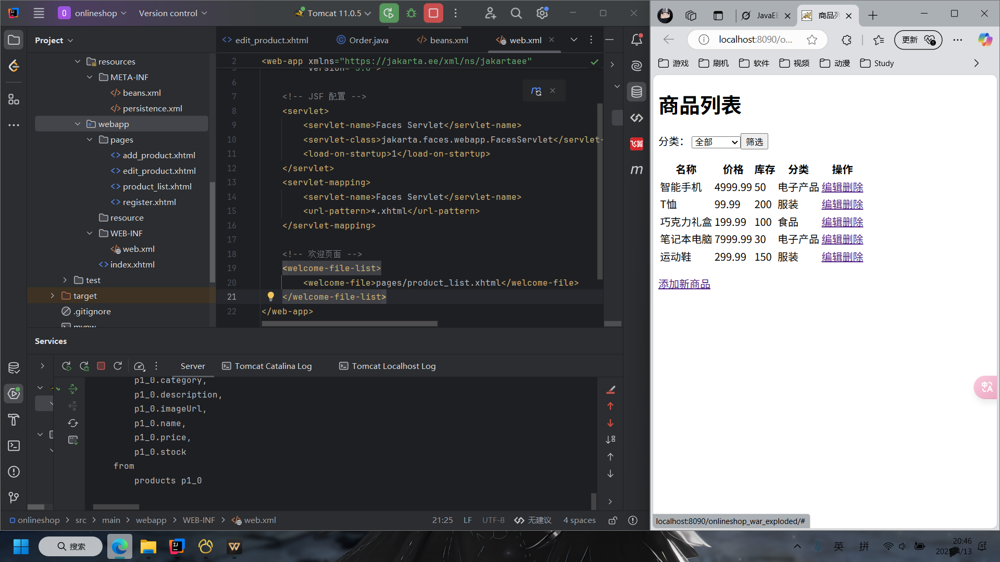 O onlineshop Version control Tomcat 11.0.5
Project
resources
META-INF
beans.xml
persistence.xml
webapp
pages
add_product.xhtml
edit_product.xhtml
product_list.xhtml
register.xhtml
resource
WEB-INF
web.xml
index.xhtml
test
target
.gitignore
mvnw
edit_product.xhtml Order.java beans.xml web.xml
2 <web-app xmlns="https://jakarta.ee/xml/ns/jakartaee"
6
7 <!-- JSF 配置 -->
8 <servlet>
9 <servlet-name>Faces Servlet</servlet-name>
10 <servlet-class>jakarta.faces.webapp.FacesServlet</servlet-
11 <load-on-startup>1</load-on-startup>
12 </servlet>
13 <servlet-mapping>
14 <servlet-name>Faces Servlet</servlet-name>
15 <url-pattern>*.xhtml</url-pattern>
16 </servlet-mapping>
17
18 <!-- 欢迎页面 -->
19 <welcome-file-list>
20 <welcome-file>pages/product_list.xhtml</welcome-file>
21 </welcome-file-list>
22 </web-app>
飞算
m
Services
Server Tomcat Catalina Log Tomcat Localhost Log
p1_0.category,
p1_0.description,
p1_0.imageUrl,
p1_0.name,
p1_0.price,
p1_0.stock
from
products p1_0
onlineshop > src > main > webapp > WEB-INF > web.xml
21:25 LF UTF-8 无建议 4 spaces
JavaEE 商品列
localhost:8090/o... 更新
游戏 刷机 软件 视频 动漫 Study
商品列表
分类： 全部 筛选
名称 价格 库存 分类 操作
智能手机 4999.99 50 电子产品 编辑删除
T恤 99.99 200 服装 编辑删除
巧克力礼盒 199.99 100 食品 编辑删除
笔记本电脑 7999.99 30 电子产品 编辑删除
运动鞋 299.99 150 服装 编辑删除
添加新商品
localhost:8090/onlineshop_war_exploded/#
搜索
英 拼
20:46
2025/4/13